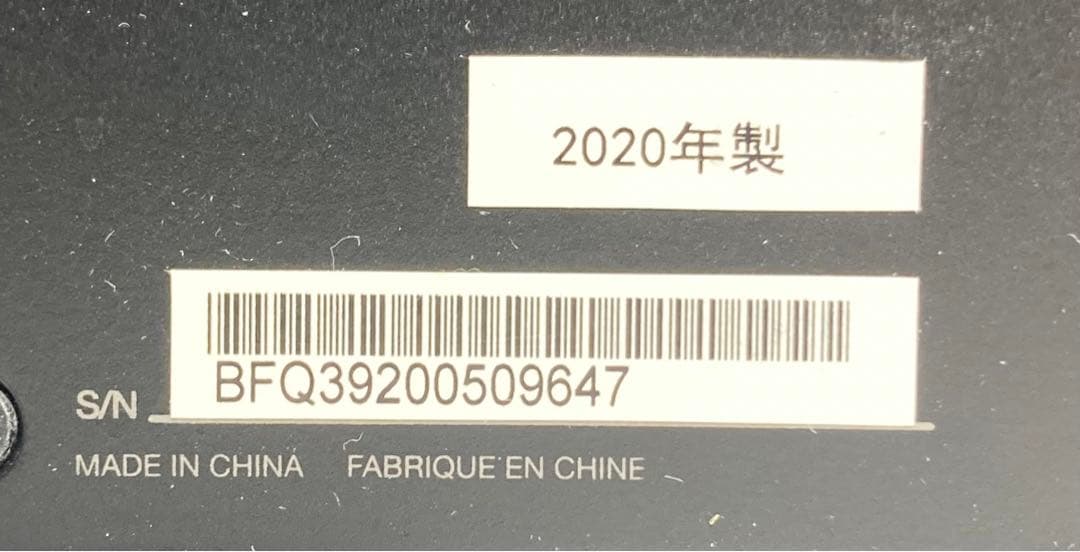 2020年製
BFQ39200509647
S/N
MADE IN CHINA FABRIQUE EN CHINE